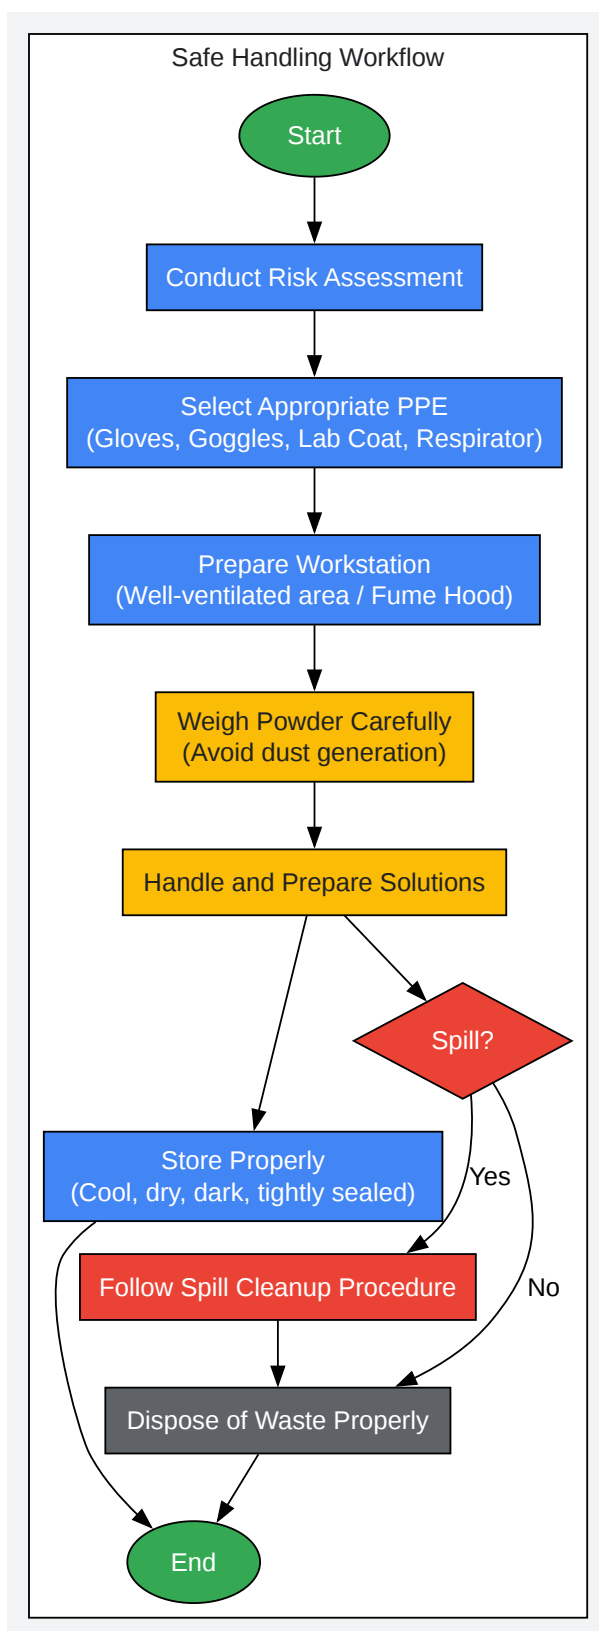 Safe Handling Workflow
Start
Conduct Risk Assessment
Select Appropriate PPE
(Gloves, Goggles, Lab Coat, Respirator)
Prepare Workstation
(Well-ventilated area / Fume Hood)
Weigh Powder Carefully
(Avoid dust generation)
Handle and Prepare Solutions
Spill?
Store Properly
(Cool, dry, dark, tightly sealed)
Yes
Follow Spill Cleanup Procedure
No
Dispose of Waste Properly
End